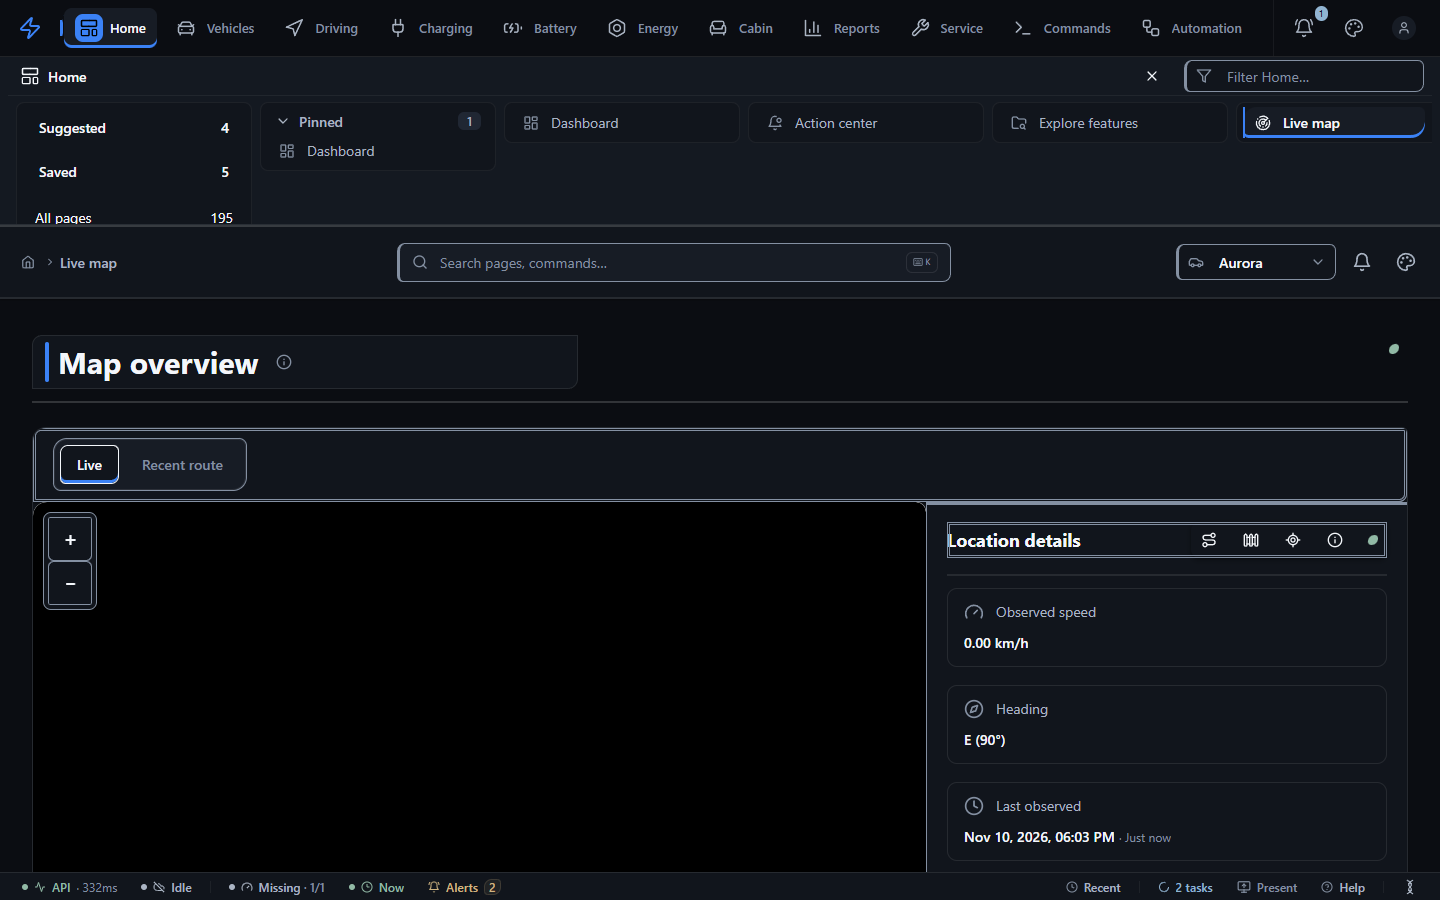 Home
Vehicles
Driving
Charging
Battery
Energy
Cabin
Reports
Service
Commands
Automation
1
Home
Filter Home...
Suggested 4
Saved 5
All pages 195
Pinned 1
Dashboard
Dashboard
Action center
Explore features
Live map
Live map
Search pages, commands...
K
Aurora
Map overview
Live
Recent route
+
−
Location details
Observed speed
0.00 km/h
Heading
E (90°)
Last observed
Nov 10, 2026, 06:03 PM · Just now
API · 332ms
Idle
Missing · 1/1
Now
Alerts 2
Recent
2 tasks
Present
Help